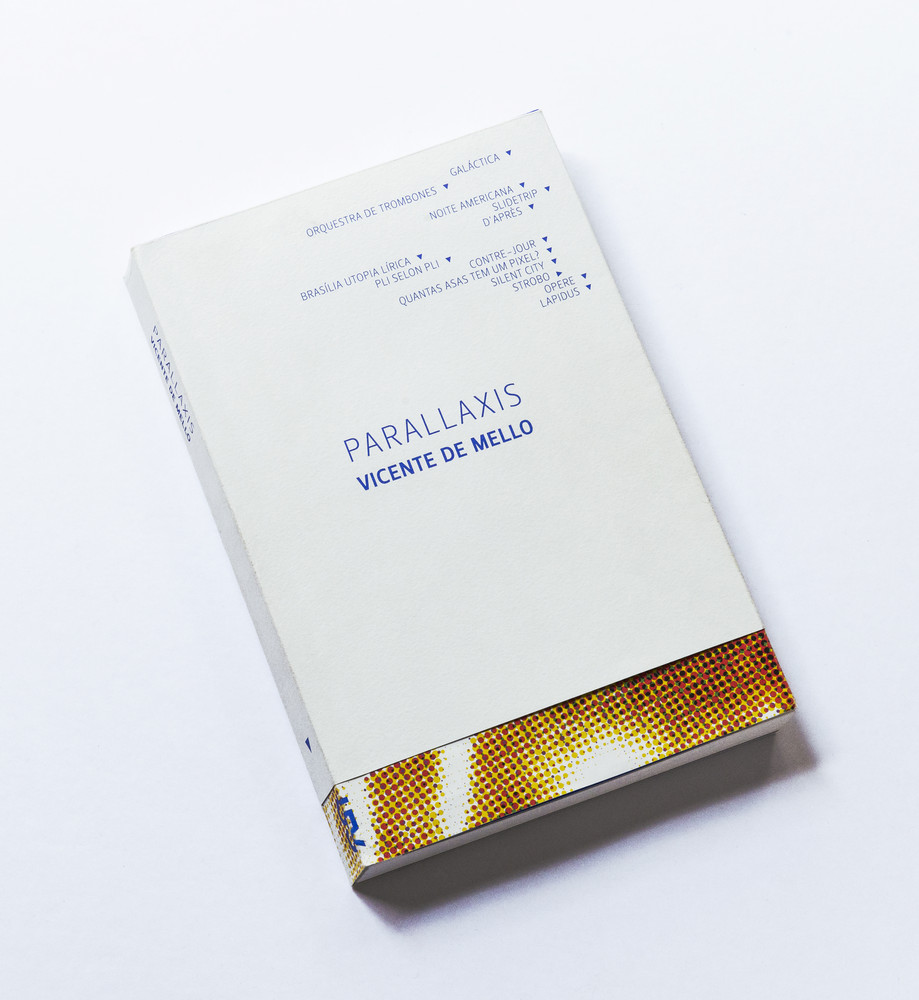 GALÁCTICA ▼
ORQUESTRA DE TROMBONES ▼
NOITE AMERICANA ▼
SLIDETRIP ▼
D'APRÈS ▼
CONTRE-JOUR ▼
BRASÍLIA UTOPIA LÍRICA ▼
PLI SELON PLI ▼
QUANTAS ASAS TEM UM PIXEL? ▼
SILENT CITY ▼
STROBO ▶
OPERE ▼
LAPIDUS ▼
PARALLAXIS
VICENTE DE MELLO
PARALLAXIS
VICENTE DE MELLO